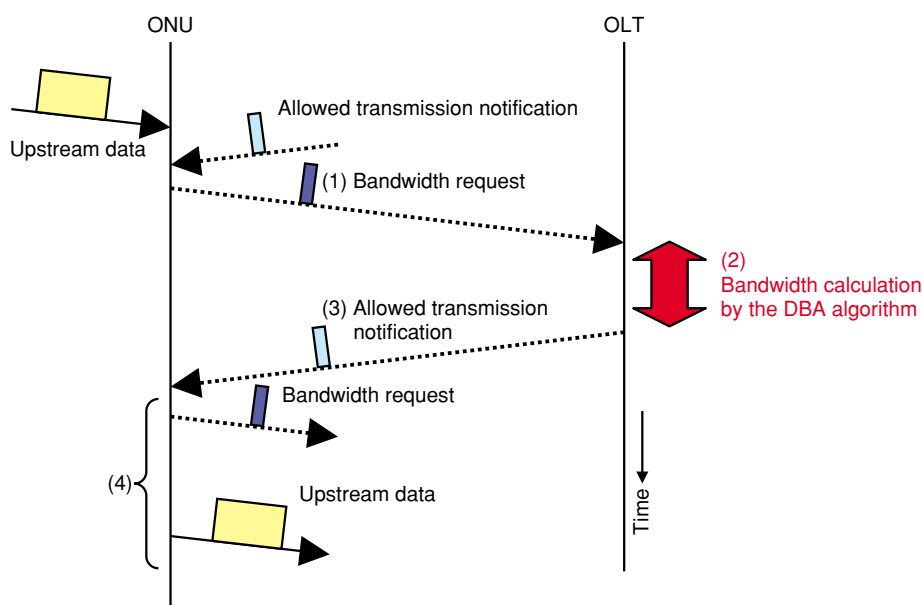 ONU
OLT
Allowed transmission notification
Upstream data
(1) Bandwidth request
(2)
Bandwidth calculation
by the DBA algorithm
(3) Allowed transmission
notification
Bandwidth request
(4)
Upstream data
Time